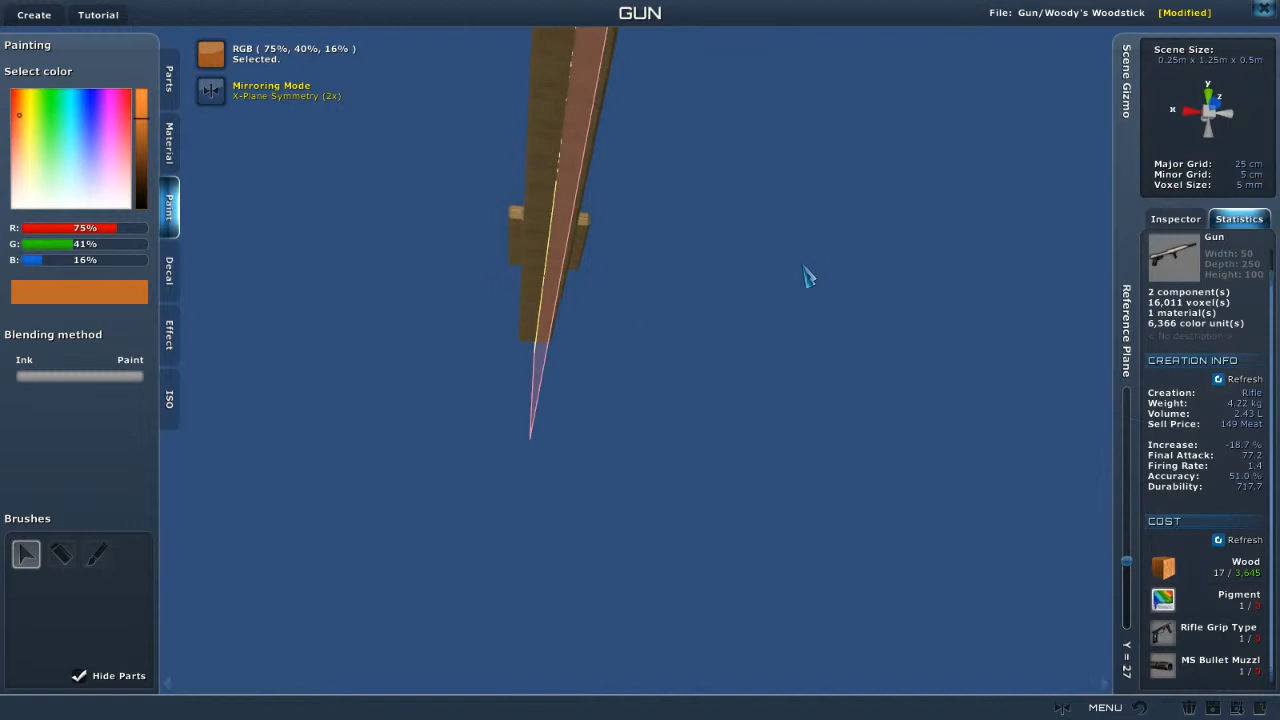 Create
Tutorial
GUN
File: Gun/Woody's Woodstick [Modified]
Painting
Select color
R: 75%
G: 41%
B: 16%
Blending method
Ink
Paint
Brushes
Hide Parts
Parts
Material
Paint
Decal
Effect
ISO
RGB ( 75%, 40%, 16% )
Selected.
Mirroring Mode
X-Plane Symmetry (2x)
Scene Gizmo
Reference Plane
Y = 27
Scene Size:
0.25m x 1.25m x 0.5m
y
z
x
Major Grid: 25 cm
Minor Grid: 5 cm
Voxel Size: 5 mm
Inspector
Statistics
Gun
Width: 50
Depth: 250
Height: 100
2 component(s)
16,011 voxel(s)
1 material(s)
6,366 color unit(s)
< No description >
CREATION INFO
Refresh
Creation: Rifle
Weight: 4.22 kg
Volume: 2.43 L
Sell Price: 149 Meat
Increase: -18.7 %
Final Attack: 77.2
Firing Rate: 1.4
Accuracy: 51.0 %
Durability: 717.7
COST
Refresh
Wood
17 / 3,645
Pigment
1 / 0
Rifle Grip Type
1 / 0
MS Bullet Muzzl
1 / 0
MENU